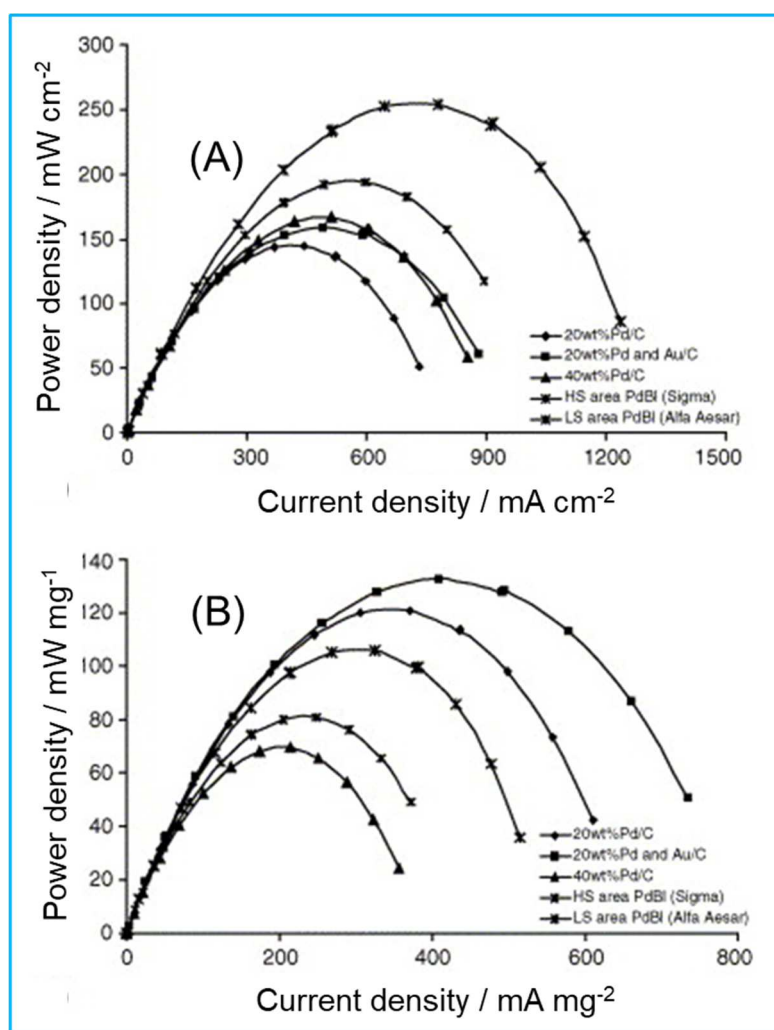 300
250
200
150
100
50
0
Power density / mW cm-2
(A)
20wt%Pd/C
20wt%Pd and Au/C
40wt%Pd/C
HS area PdBl (Sigma)
LS area PdBl (Alfa Aesar)
0 300 600 900 1200 1500
Current density / mA cm-2
140
120
100
80
60
40
20
0
Power density / mW mg-1
(B)
20wt%Pd/C
20wt%Pd and Au/C
40wt%Pd/C
HS area PdBl (Sigma)
LS area PdBl (Alfa Aesar)
0 200 400 600 800
Current density / mA mg-2